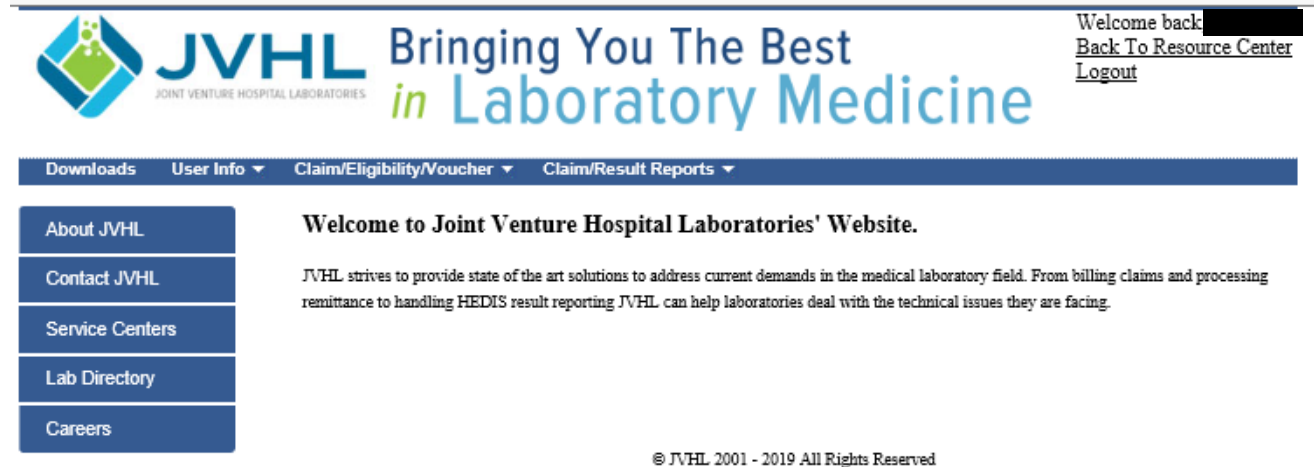 JVHL
JOINT VENTURE HOSPITAL LABORATORIES
Bringing You The Best
in Laboratory Medicine
Welcome back
Back To Resource Center
Logout
Downloads User Info Claim/Eligibility/Voucher Claim/Result Reports
About JVHL
Contact JVHL
Service Centers
Lab Directory
Careers
Welcome to Joint Venture Hospital Laboratories' Website.
JVHL strives to provide state of the art solutions to address current demands in the medical laboratory field. From billing claims and processing
remittance to handling HEDIS result reporting JVHL can help laboratories deal with the technical issues they are facing.
© JVHL 2001 - 2019 All Rights Reserved